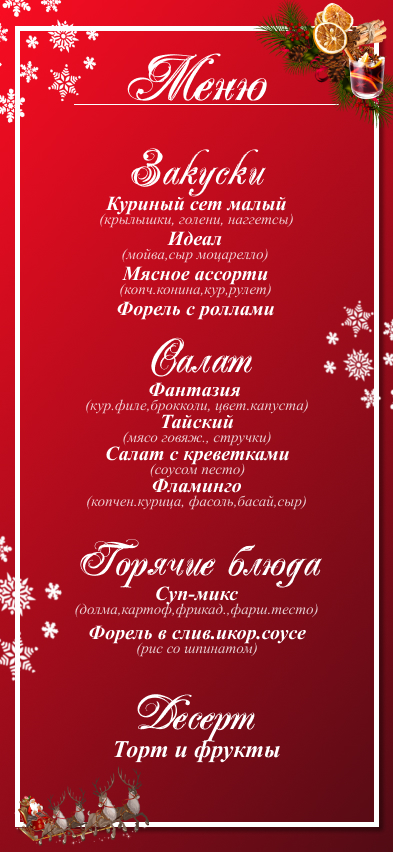 Меню
Закуски
Куриный сет малый
(крылышки, голени, наггетсы)
Идеал
(мойва,сыр моцарелло)
Мясное ассорти
(копч.конина,кур,рулет)
Форель с роллами
Салат
Фантазия
(кур.филе,брокколи, цвет.капуста)
Тайский
(мясо говяж., стручки)
Салат с креветками
(соусом песто)
Фламинго
(копчен.курица, фасоль,басай,сыр)
Горячие блюда
Суп-микс
(долма,картоф,фрикад.,фарш.тесто)
Форель в слив.икор.соусе
(рис со шпинатом)
Десерт
Торт и фрукты